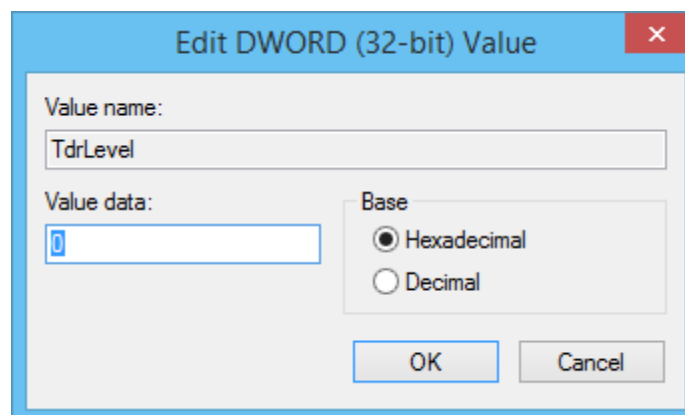 Edit DWORD (32-bit) Value
Value name:
TdrLevel
Value data:
0
Base
Hexadecimal
Decimal
OK
Cancel